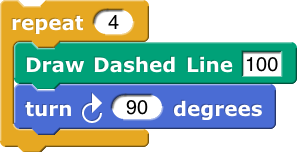 repeat 4
Draw Dashed Line 100
turn 90 degrees